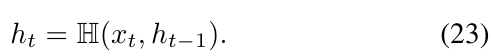 h_t = ℍ(x_t, h_{t−1}). (23)